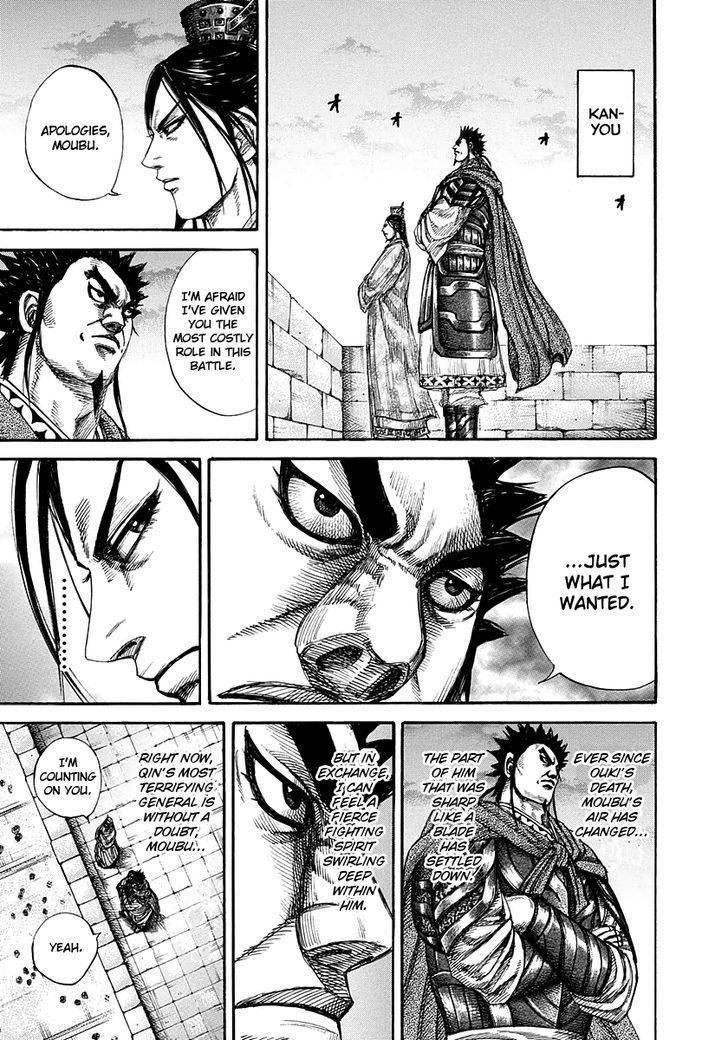 KAN-
YOU
APOLOGIES,
MOUBU.
I'M AFRAID
I'VE GIVEN
YOU THE
MOST COSTLY
ROLE IN THIS
BATTLE.
...JUST
WHAT I
WANTED.
EVER SINCE
OUKI'S
DEATH,
MOUBU'S
AIR HAS
CHANGED...
THE PART
OF HIM
THAT WAS
SHARP
LIKE A
BLADE
HAS
SETTLED
DOWN.
BUT IN
EXCHANGE,
I CAN
FEEL A
FIERCE
FIGHTING
SPIRIT
SWIRLING
DEEP
WITHIN
HIM.
RIGHT NOW,
QIN'S MOST
TERRIFYING
GENERAL IS
WITHOUT
A DOUBT,
MOUBU...
I'M
COUNTING
ON YOU.
YEAH.